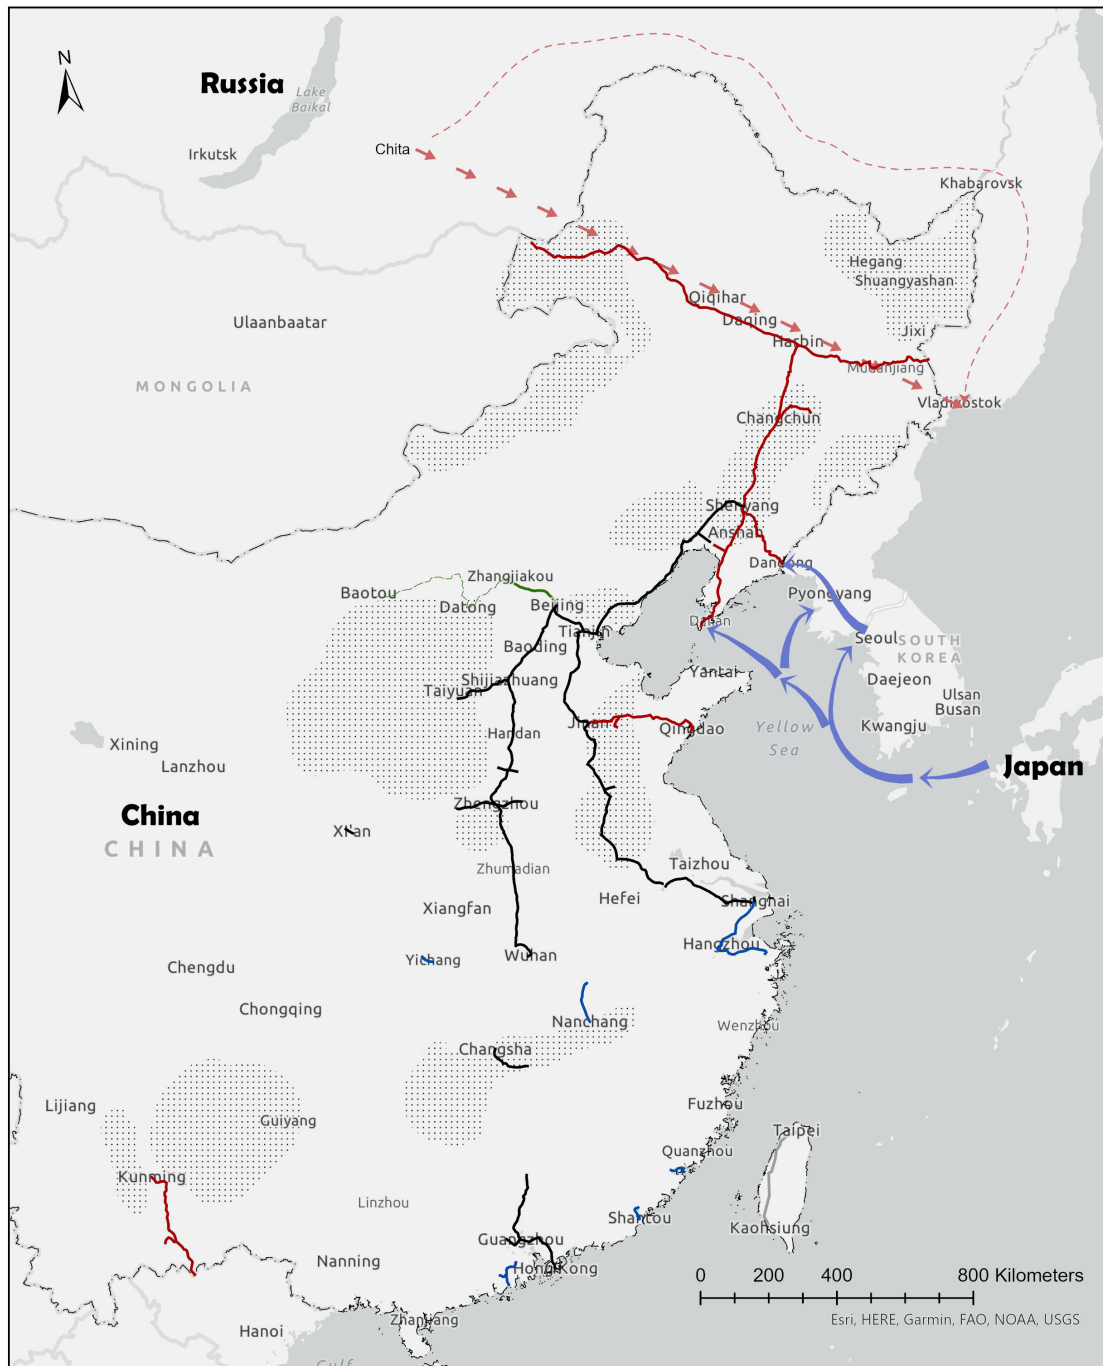 N
Russia
Lake
Baikal
Irkutsk
Chita
Khabarovsk
Hegang
Shuangyashan
Qiqihar
Ulaanbaatar
Daqing
Jixi
Harbin
Mudanjiang
MONGOLIA
Vladivostok
Changchun
Shenyang
Anshan
Dandong
Zhangjiakou
Baotou
Datong
Beijing
Pyongyang
Dalian
Tianjin
Seoul
SOUTH
KOREA
Baoding
Yantai
Shijiazhuang
Taiyuan
Daejeon
Ulsan
Busan
Jinan
Qingdao
Handan
Yellow
Sea
Kwangju
Xining
Lanzhou
Japan
China
CHINA
Zhengzhou
Xi'an
Zhumadian
Taizhou
Hefei
Xiangfan
Shanghai
Hangzhou
Yichang
Wuhan
Chengdu
Chongqing
Nanchang
Wenzhou
Changsha
Lijiang
Guiyang
Fuzhou
Taipei
Quanzhou
Kunming
Linzhou
Shantou
Kaohsiung
Guangzhou
Nanning
Hong Kong
Zhanjiang
Hanoi
Gulf
0 200 400 800 Kilometers
Esri, HERE, Garmin, FAO, NOAA, USGS